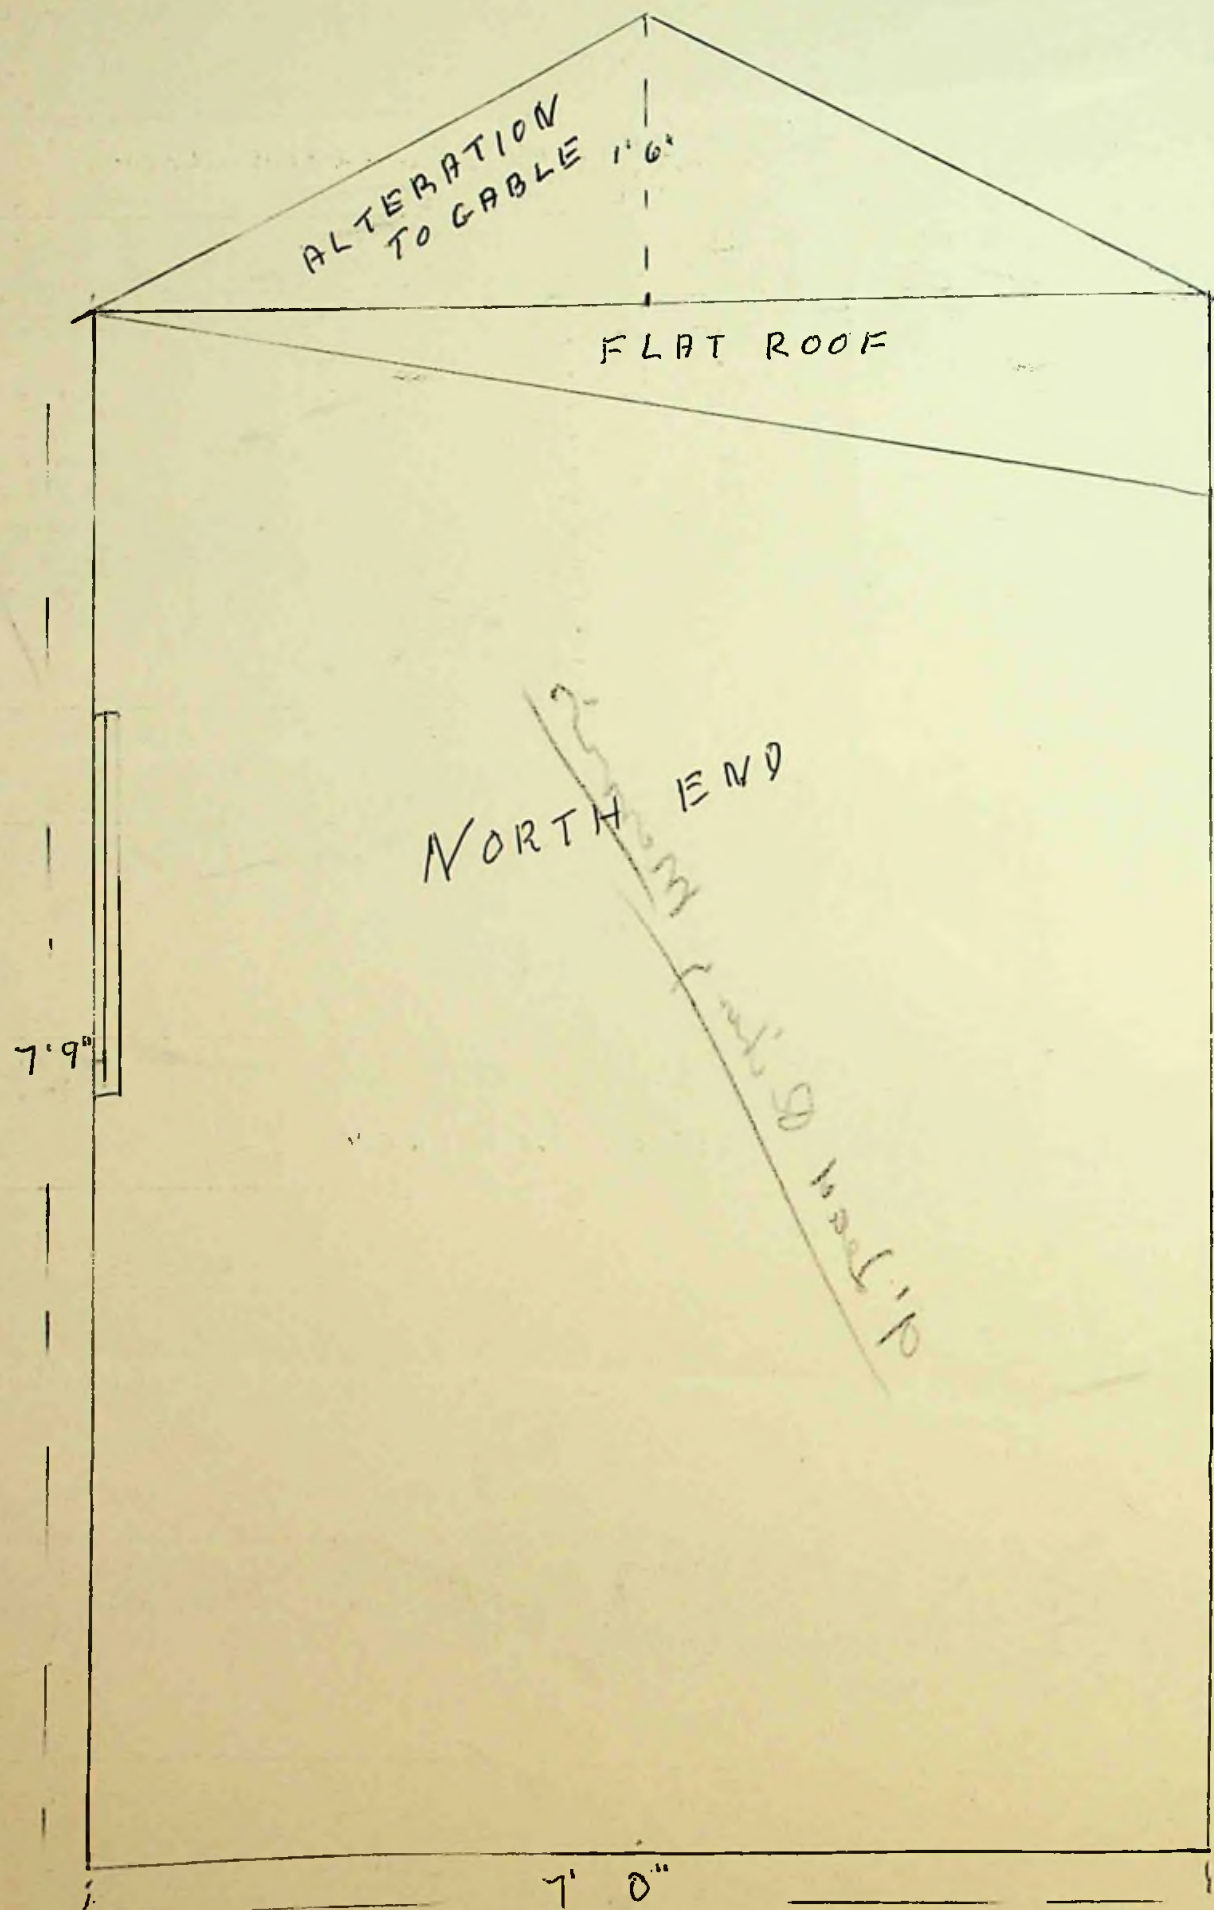 ALTERATION
TO GABLE 1'6"
FLAT ROOF
NORTH END
7'9"
7' 0"